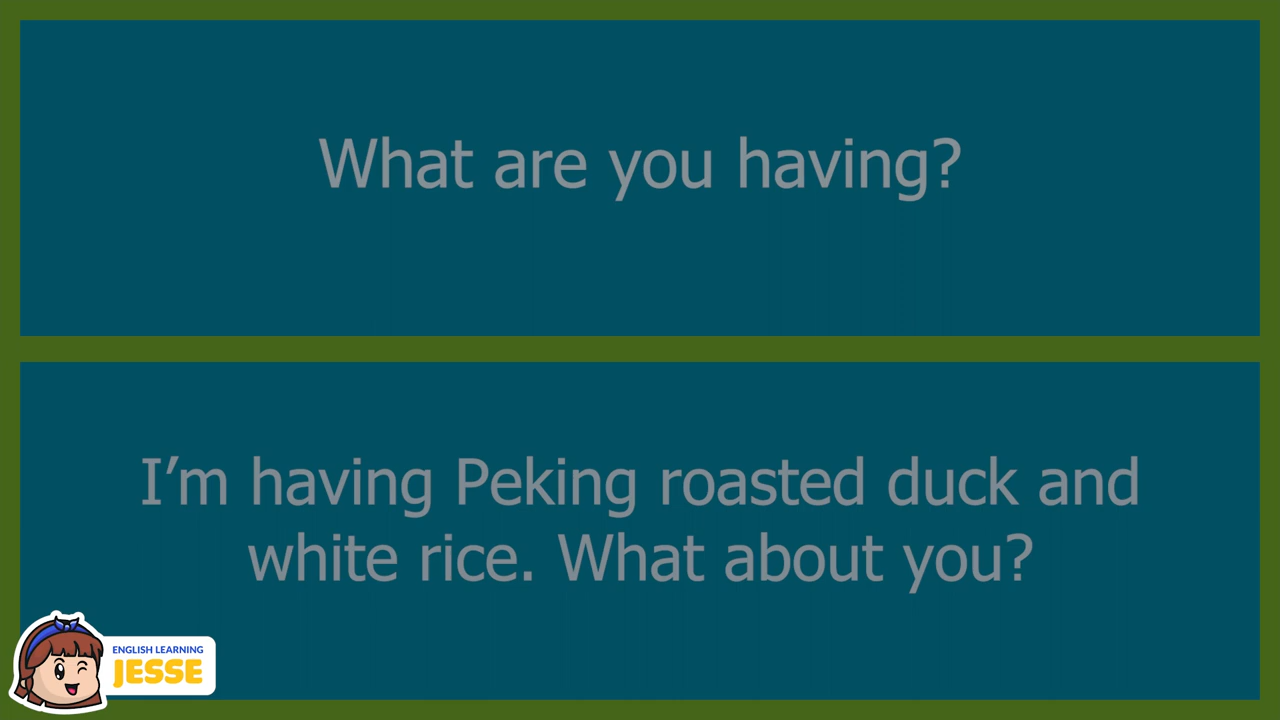 What are you having?
I’m having Peking roasted duck and
white rice. What about you?
ENGLISH LEARNING
JESSE